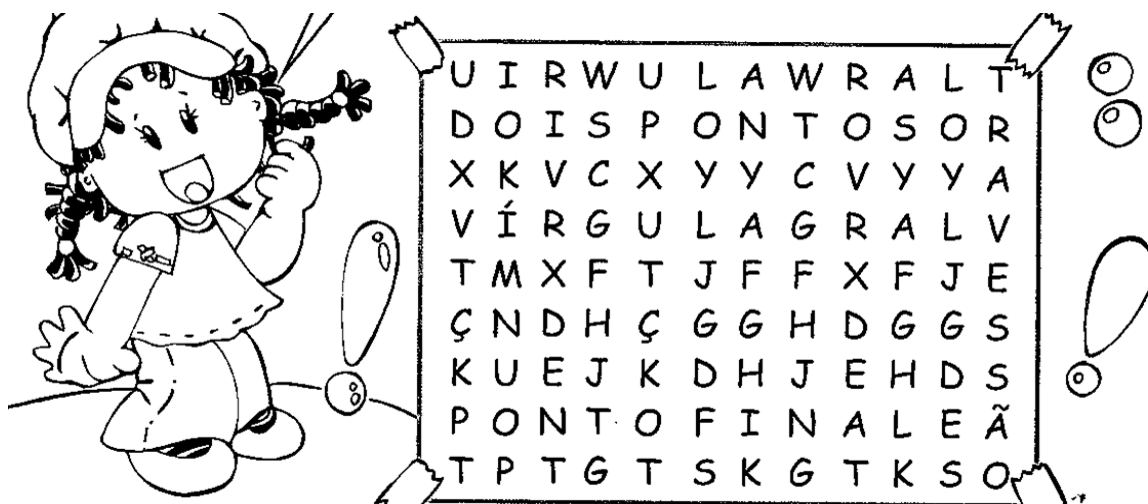 U I R W U L A W R A L T
D O I S P O N T O S O R
X K V C X Y Y C V Y Y A
V Í R G U L A G R A L V
T M X F T J F F X F J E
Ç N D H Ç G G H D G G S
K U E J K D H J E H D S
P O N T O F I N A L E Ã
T P T G T S K G T K S O